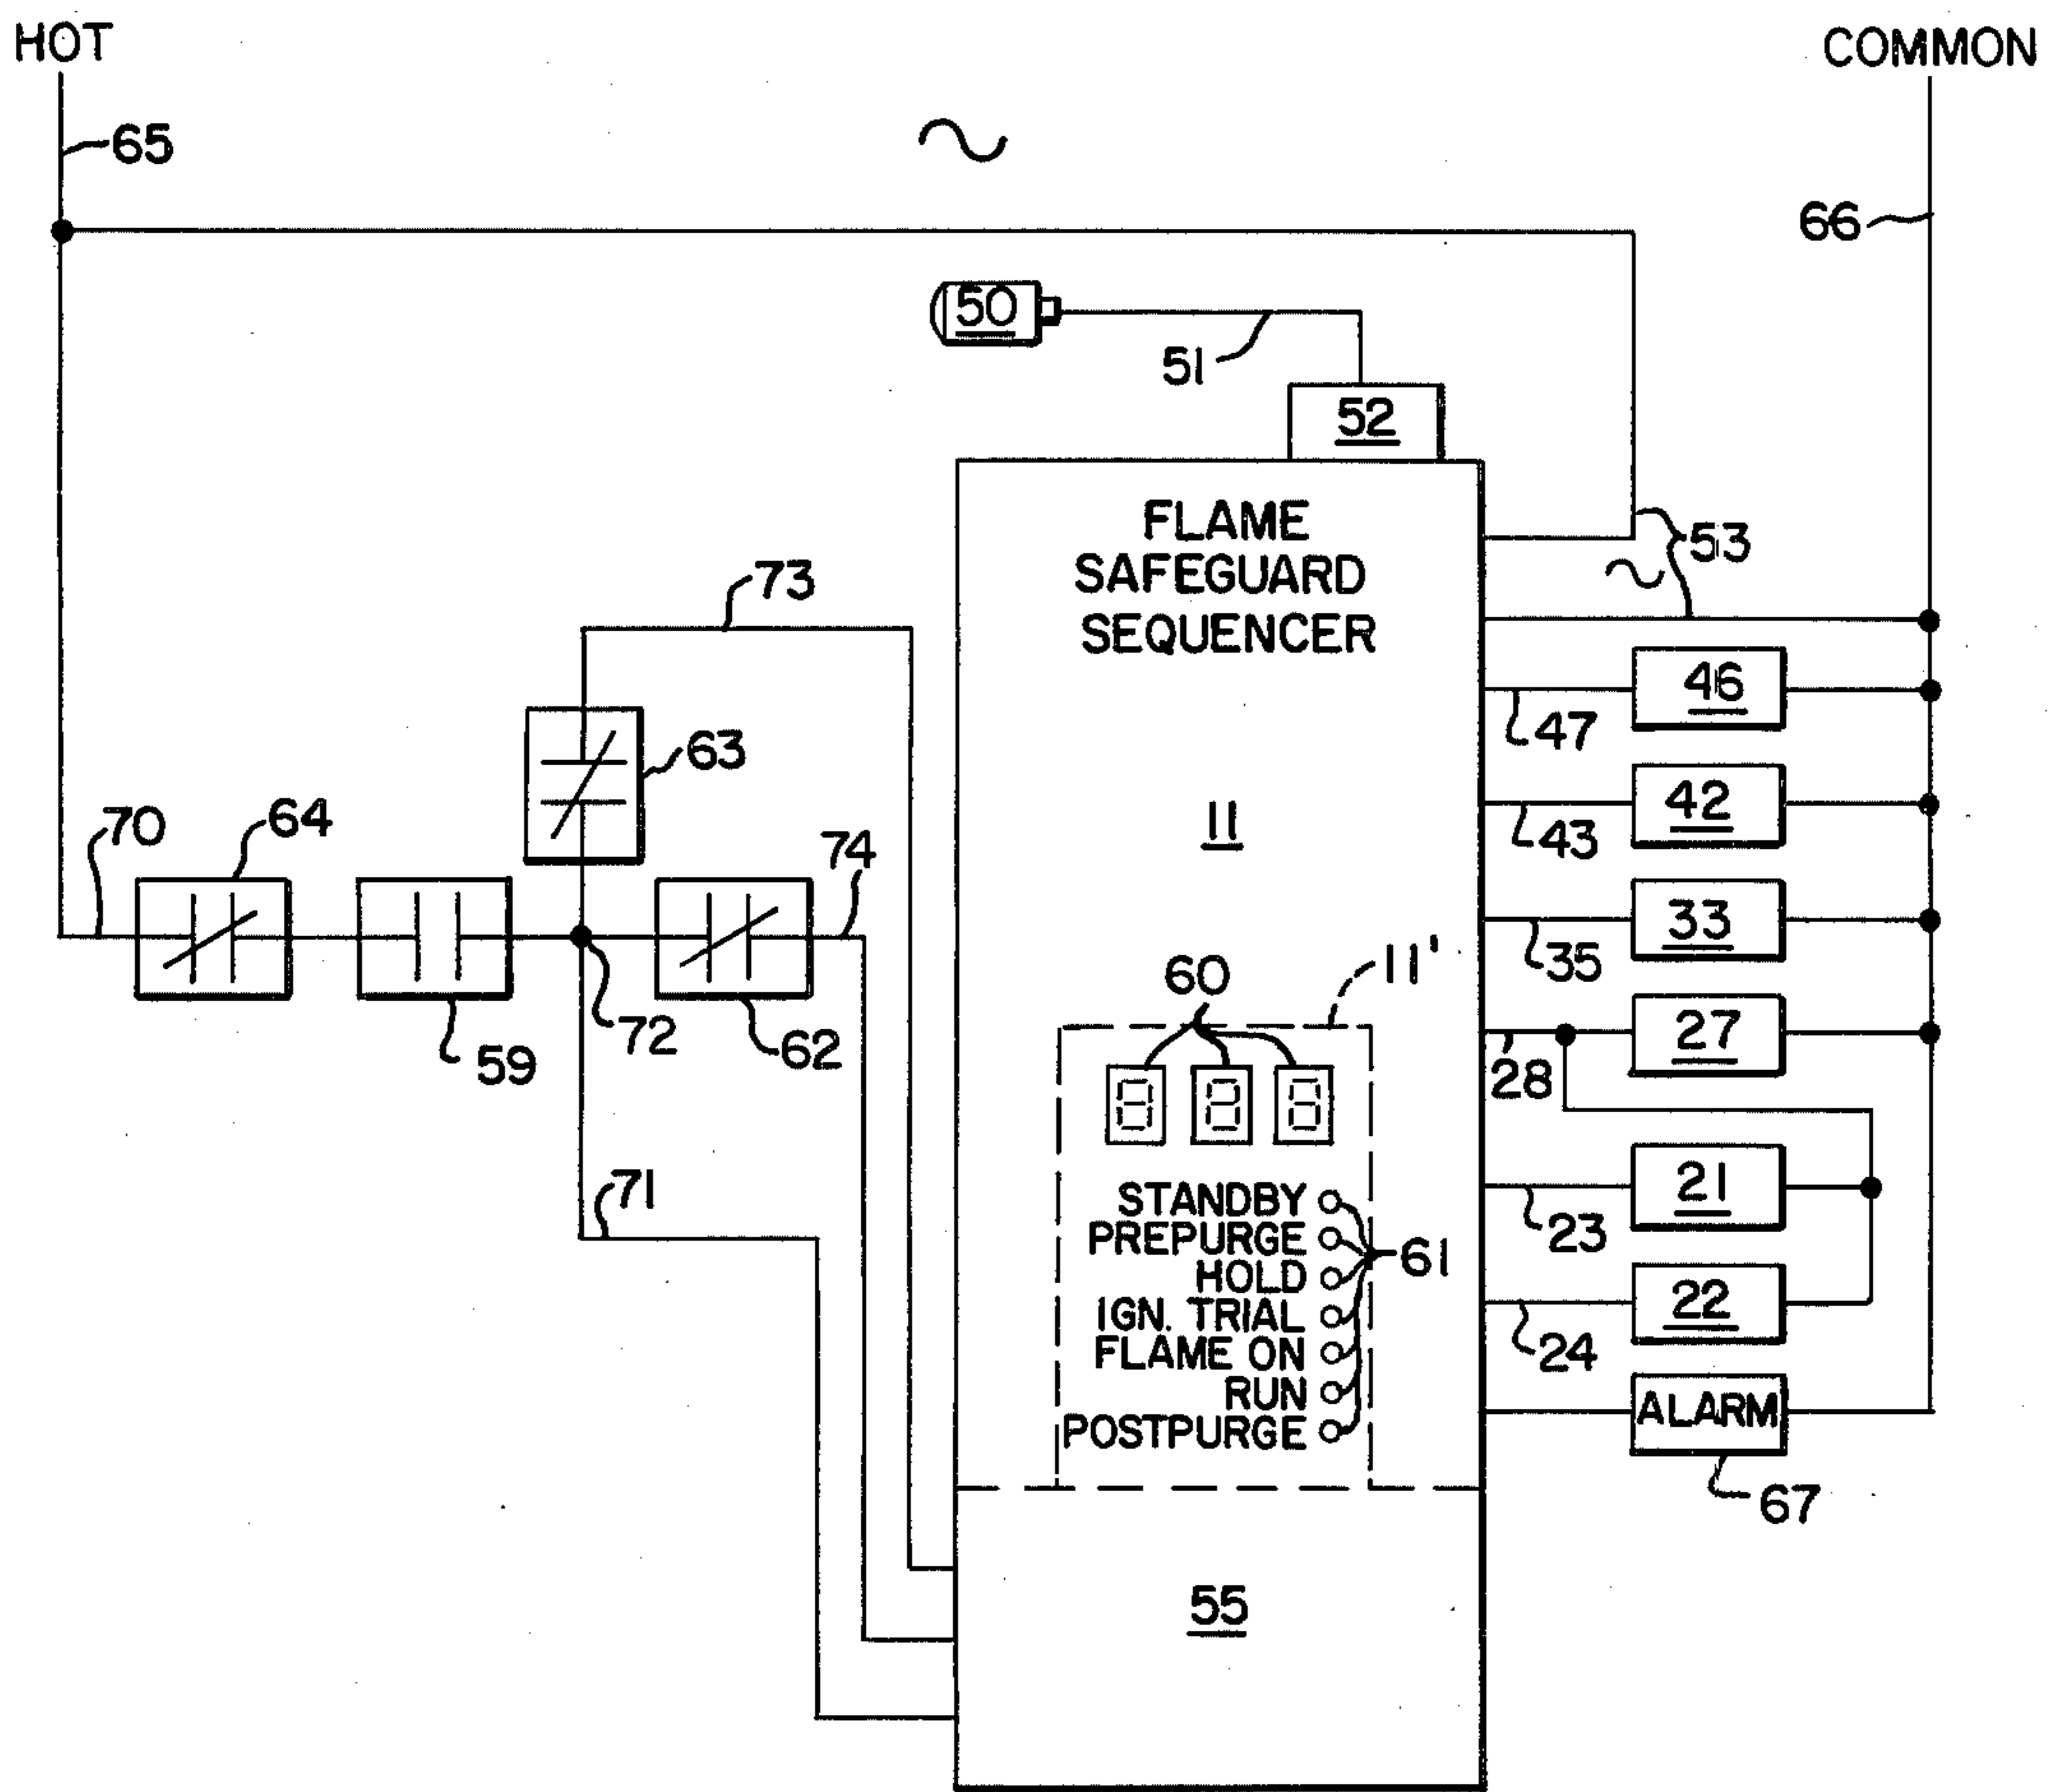 HOT
COMMON
65
66
50
51
52
FLAME
SAFEGUARD
SEQUENCER
53
73
46
47
63
11
42
43
70
64
74
33
35
60
11'
59
72
62
27
28
71
STANDBY
PREPURGE
HOLD
IGN. TRIAL
FLAME ON
RUN
POSTPURGE
61
21
23
22
24
ALARM
67
55